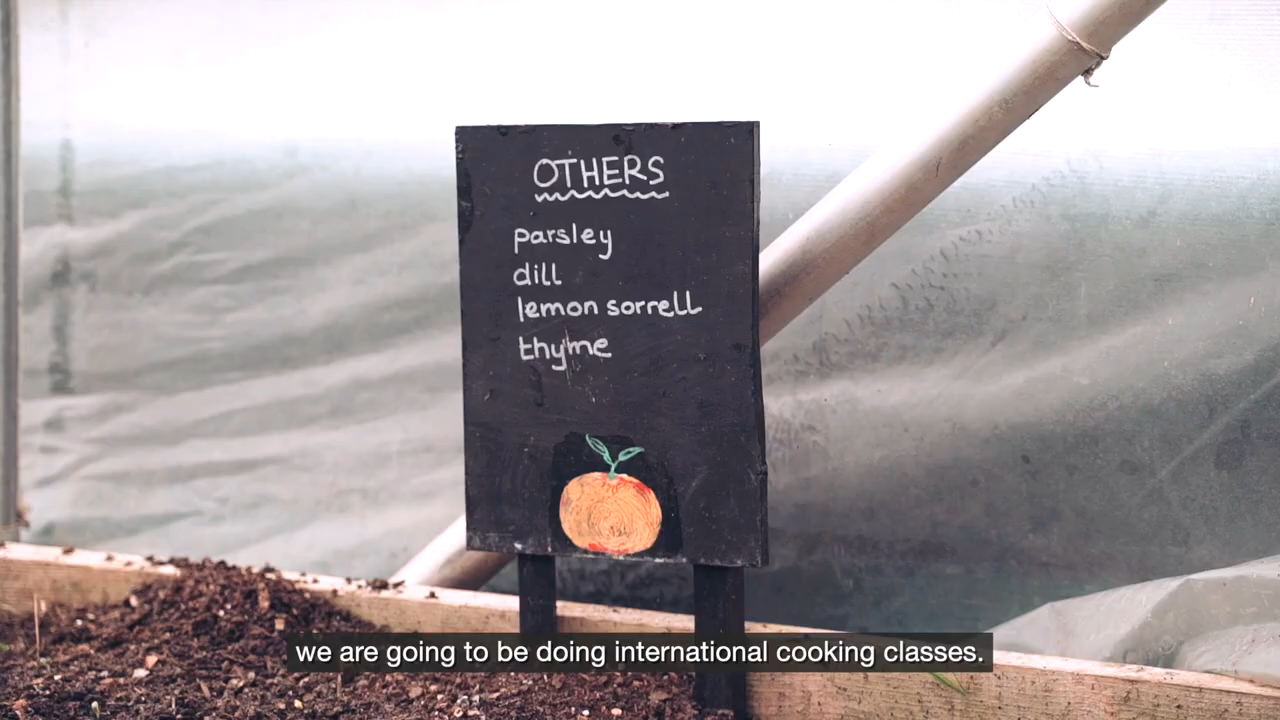 OTHERS
parsley
dill
lemon sorrell
thyme
we are going to be doing international cooking classes.